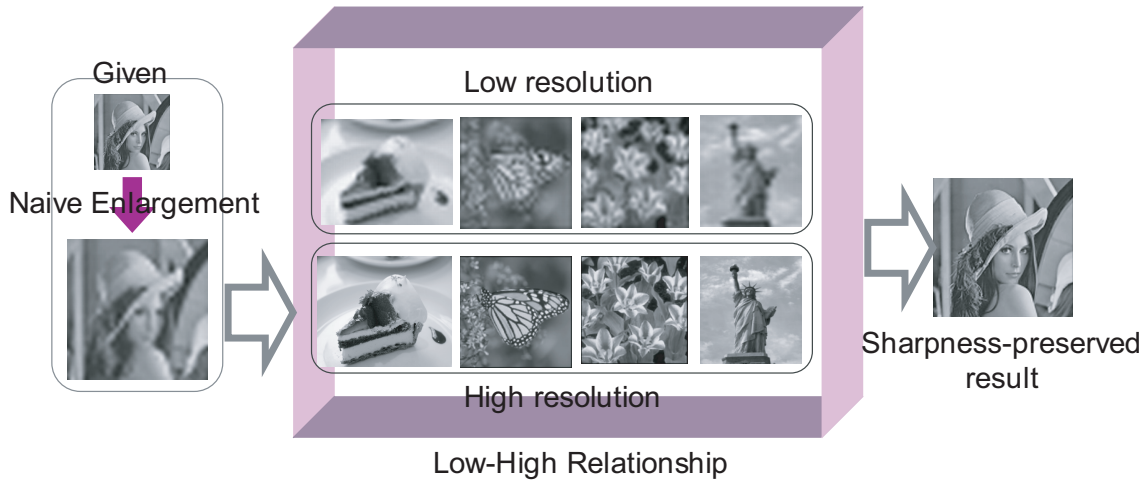 Given
Naive Enlargement
Low resolution
High resolution
Low-High Relationship
Sharpness-preserved
result